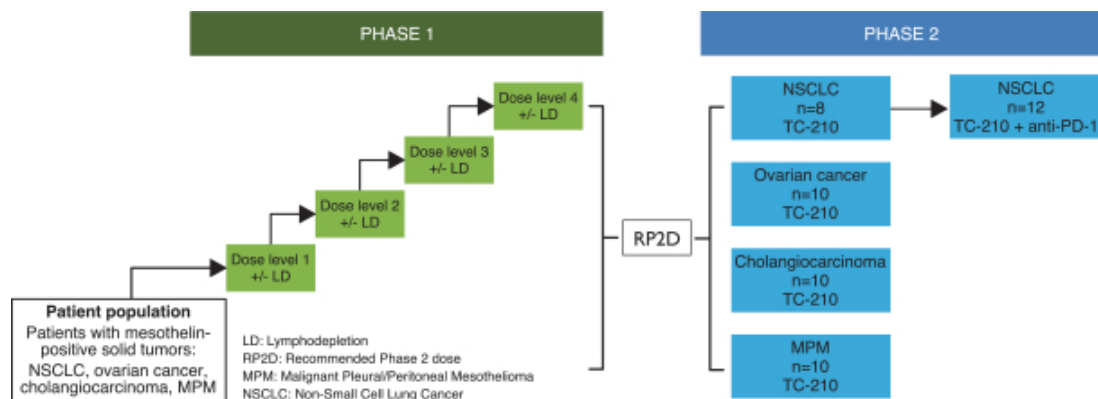 PHASE 1
PHASE 2
Dose level 4
+/- LD
Dose level 3
+/- LD
Dose level 2
+/- LD
Dose level 1
+/- LD
Patient population
Patients with mesothelin-
positive solid tumors:
NSCLC, ovarian cancer,
cholangiocarcinoma, MPM
LD: Lymphodepletion
RP2D: Recommended Phase 2 dose
MPM: Malignant Pleural/Peritoneal Mesothelioma
NSCLC: Non-Small Cell Lung Cancer
RP2D
NSCLC
n=8
TC-210
NSCLC
n=12
TC-210 + anti-PD-1
Ovarian cancer
n=10
TC-210
Cholangiocarcinoma
n=10
TC-210
MPM
n=10
TC-210